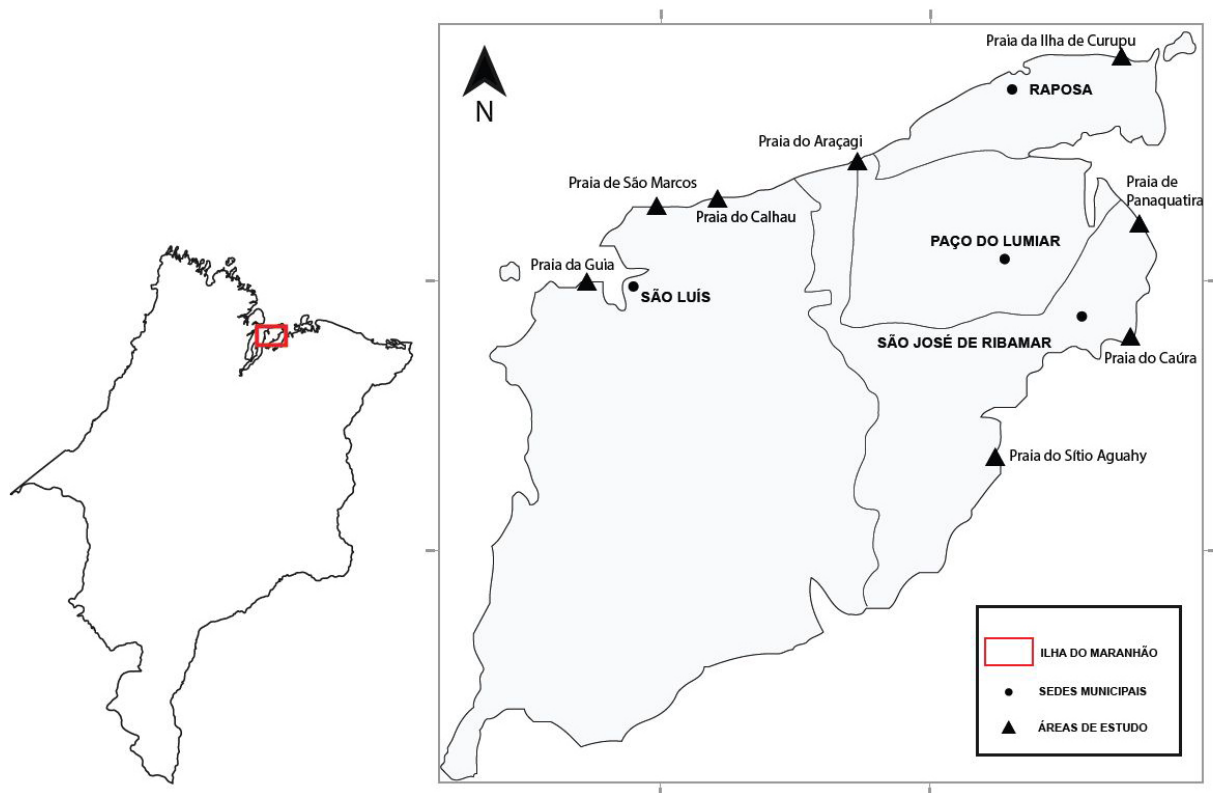 Praia da Ilha de Curupu
RAPOSA
N
Praia do Araçagi
Praia de São Marcos
Praia do Calhau
Praia de
Panaquatira
PAÇO DO LUMIAR
Praia da Guia
SÃO LUÍS
SÃO JOSÉ DE RIBAMAR
Praia do Caúra
Praia do Sítio Aguahy
ILHA DO MARANHÃO
SEDES MUNICIPAIS
ÁREAS DE ESTUDO